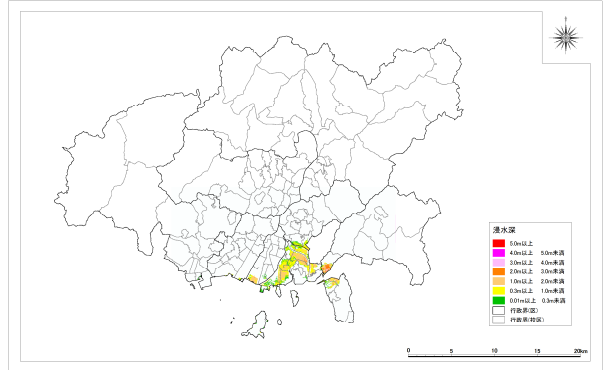 浸水深
5.0m以上
4.0m以上 5.0m未満
3.0m以上 4.0m未満
2.0m以上 3.0m未満
1.0m以上 2.0m未満
0.3m以上 1.0m未満
0.01m以上 0.3m未満
行政界(区)
行政界(校区)
0 5 10 15 20km